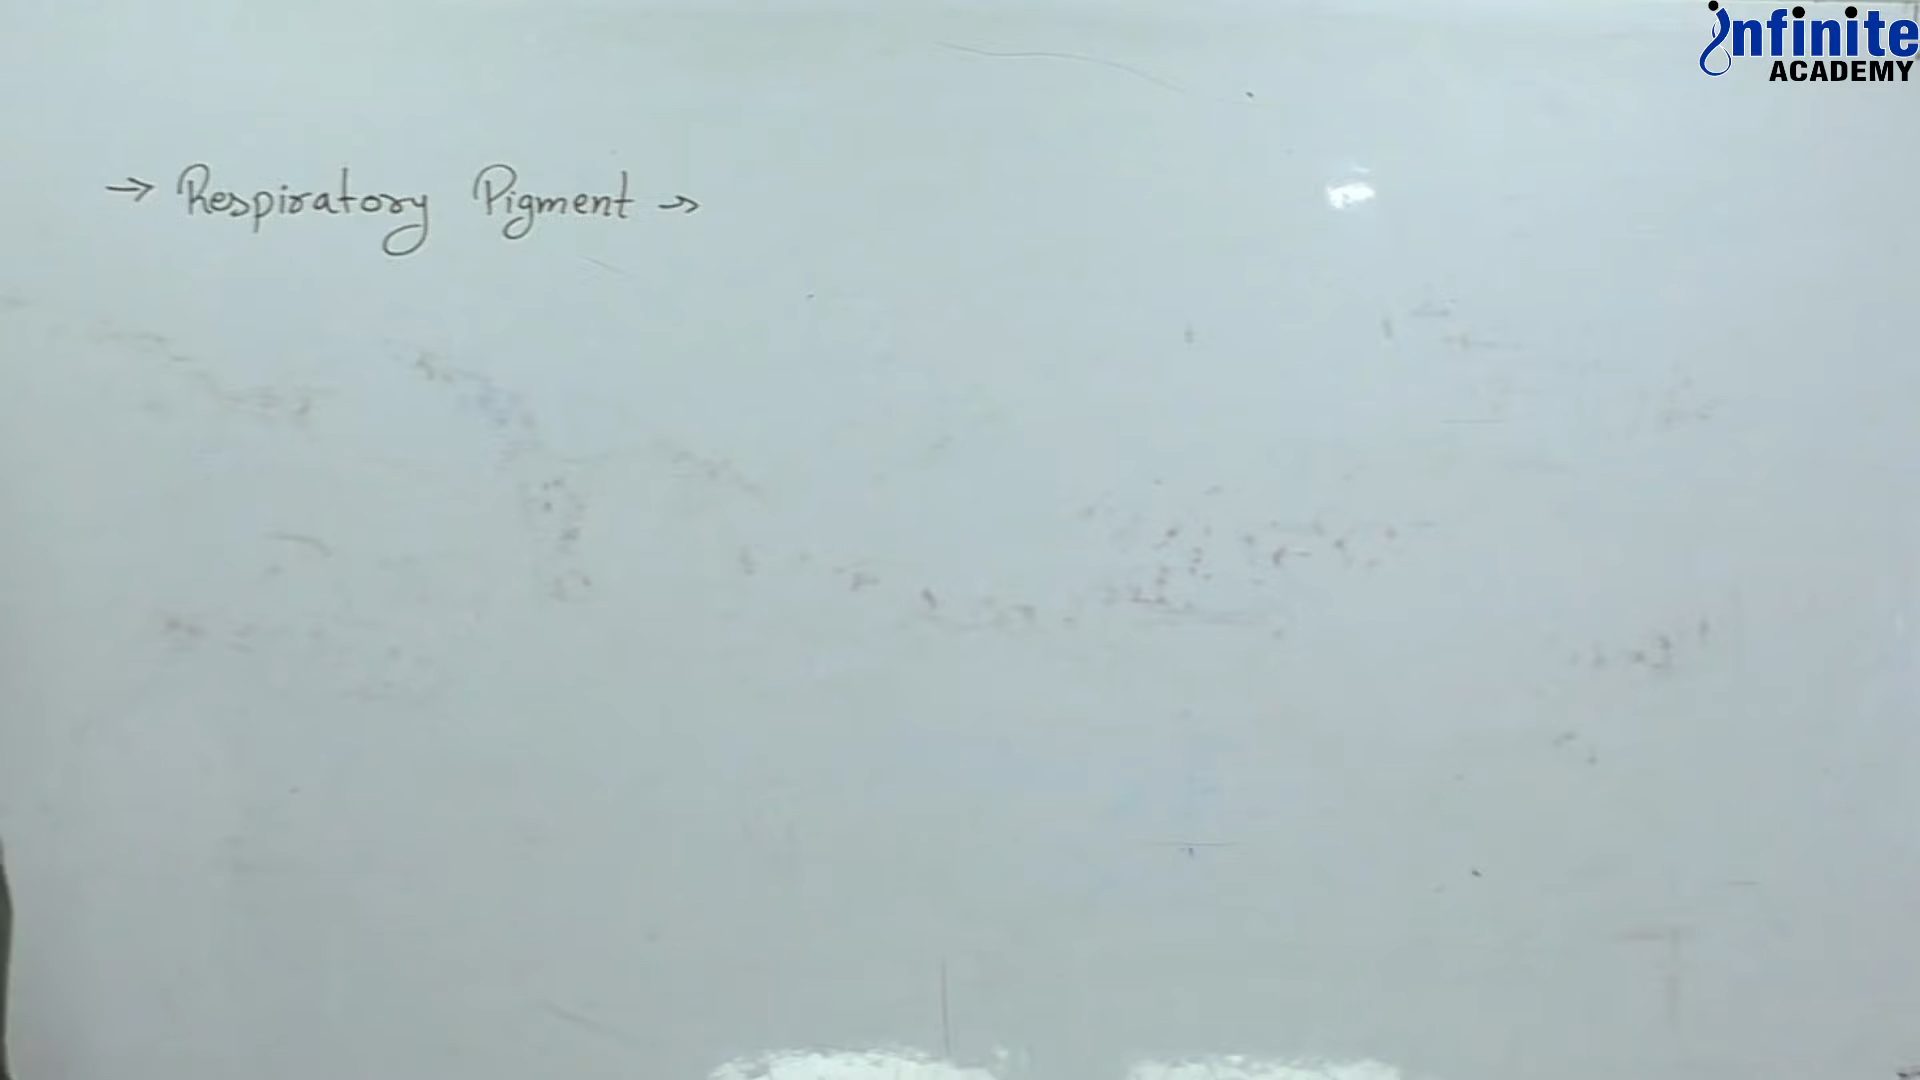 infinite
ACADEMY
→ Respiratory Pigment →